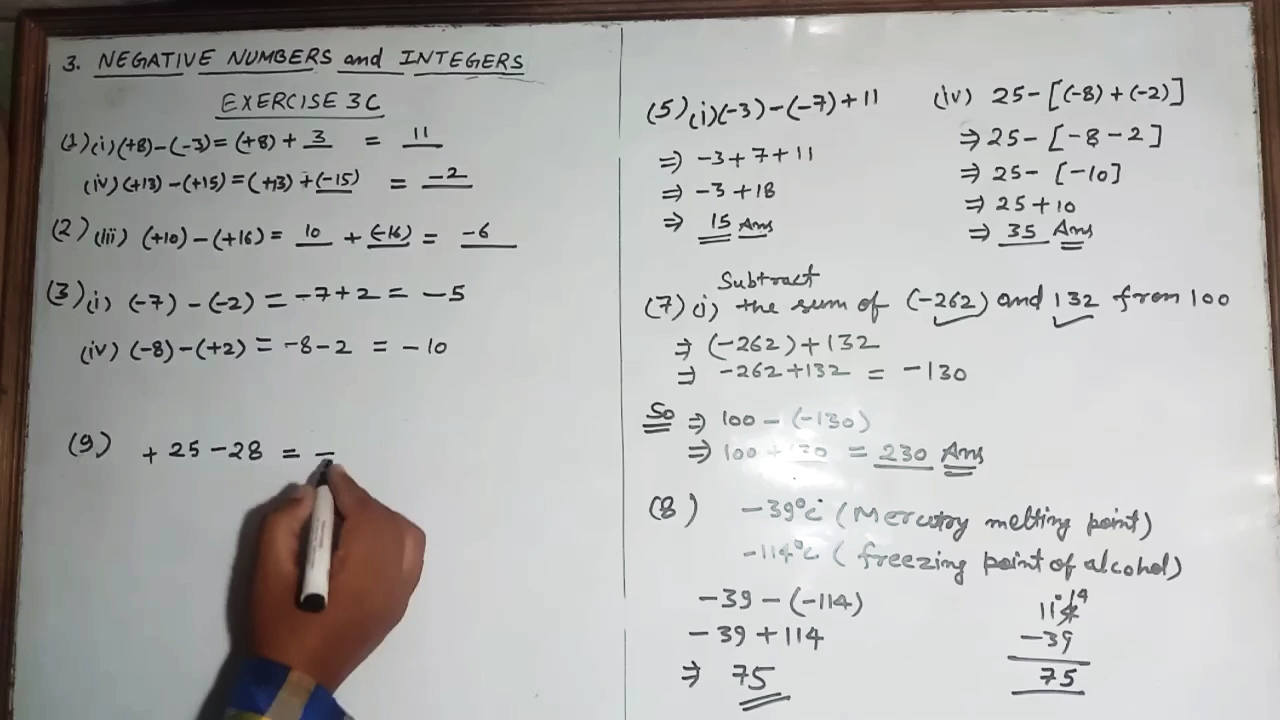 3. NEGATIVE NUMBERS and INTEGERS
EXERCISE 3C
(1) (i) (+8)-(-3)=(+8)+ 3 = 11
(iv) (+13)-(+15)=(+13)+(-15) = -2
(2) (iii) (+10)-(+16)= 10 +(-16)= -6
(3) (i) (-7)-(-2) = -7+2 = -5
(iv) (-8)-(+2) = -8-2 = -10
(9) +25-28 = -
(5) (i) (-3)-(-7)+11
⇒ -3+7+11
⇒ -3+18
⇒ 15 Ans
(iv) 25-[(-8)+(-2)]
⇒ 25-[-8-2]
⇒ 25-[-10]
⇒ 25+10
⇒ 35 Ans
Subtract
(7) (i) the sum of (-262) and 132 from 100
⇒ (-262)+132
⇒ -262+132 = -130
So ⇒ 100-(-130)
⇒ 100+130 = 230 Ans
(8) -39°C (Mercury melting point)
-114°C (freezing point of alcohol)
-39-(-114)
-39+114
⇒ 75
114
-39
75